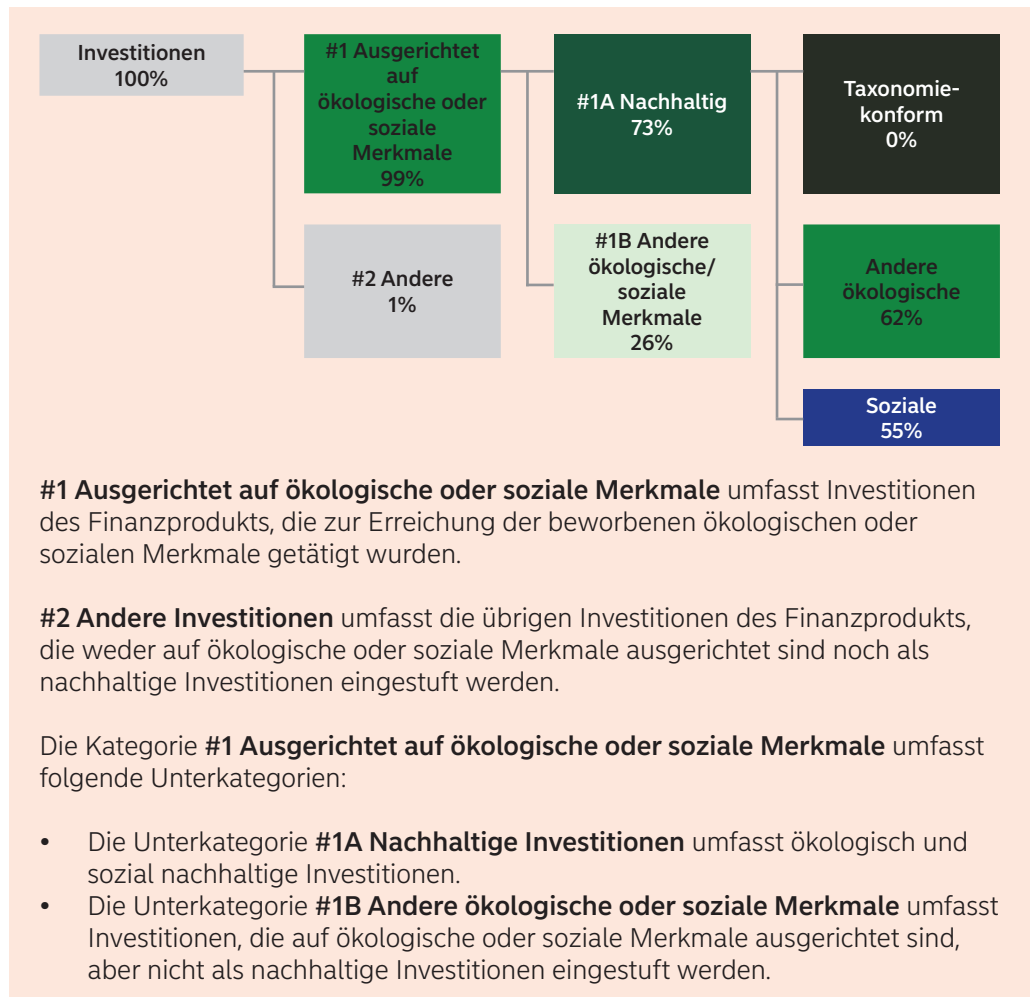 Investitionen
100%
#1 Ausgerichtet
auf
ökologische oder
soziale
Merkmale
99%
#1A Nachhaltig
73%
Taxonomie-
konform
0%
#2 Andere
1%
#1B Andere
ökologische/
soziale
Merkmale
26%
Andere
ökologische
62%
Soziale
55%
#1 Ausgerichtet auf ökologische oder soziale Merkmale umfasst Investitionen
des Finanzprodukts, die zur Erreichung der beworbenen ökologischen oder
sozialen Merkmale getätigt wurden.
#2 Andere Investitionen umfasst die übrigen Investitionen des Finanzprodukts,
die weder auf ökologische oder soziale Merkmale ausgerichtet sind noch als
nachhaltige Investitionen eingestuft werden.
Die Kategorie #1 Ausgerichtet auf ökologische oder soziale Merkmale umfasst
folgende Unterkategorien:
• Die Unterkategorie #1A Nachhaltige Investitionen umfasst ökologisch und
sozial nachhaltige Investitionen.
• Die Unterkategorie #1B Andere ökologische oder soziale Merkmale umfasst
Investitionen, die auf ökologische oder soziale Merkmale ausgerichtet sind,
aber nicht als nachhaltige Investitionen eingestuft werden.